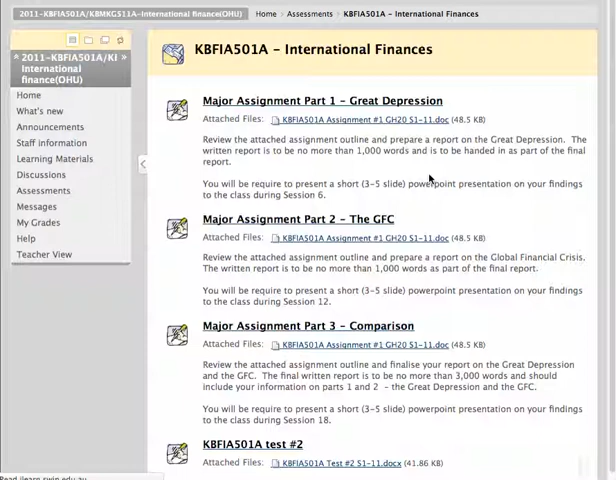 2011-KBFIA501A/KBMKGS11A-International finance(OHU) Home > Assessments > KBFIA501A - International Finances
KBFIA501A - International Finances
2011-KBFIA501A/KI
International
finance(OHU)
Home
What's new
Announcements
Staff information
Learning Materials
Discussions
Assessments
Messages
My Grades
Help
Teacher View
Major Assignment Part 1 - Great Depression
Attached Files: KBFIA501A Assignment #1 GH20 S1-11.doc (48.5 KB)
Review the attached assignment outline and prepare a report on the Great Depression. The
written report is to be no more than 1,000 words and is to be handed in as part of the final
report.
You will be require to present a short (3-5 slide) powerpoint presentation on your findings
to the class during Session 6.
Major Assignment Part 2 - The GFC
Attached Files: KBFIA501A Assignment #1 GH20 S1-11.doc (48.5 KB)
Review the attached assignment outline and prepare a report on the Global Financial Crisis.
The written report is to be no more than 1,000 words as part of the final report.
You will be require to present a short (3-5 slide) powerpoint presentation on your findings
to the class during Session 12.
Major Assignment Part 3 - Comparison
Attached Files: KBFIA501A Assignment #1 GH20 S1-11.doc (48.5 KB)
Review the attached assignment outline and finalise your report on the Great Depression
and the GFC. The final written report is to be no more than 3,000 words and should
include your information on parts 1 and 2 - the Great Depression and the GFC.
You will be require to present a short (3-5 slide) powerpoint presentation on your findings
to the class during Session 18.
KBFIA501A test #2
Attached Files: KBFIA501A Test #2 S1-11.docx (41.86 KB)
Read ilearn.swin.edu.au